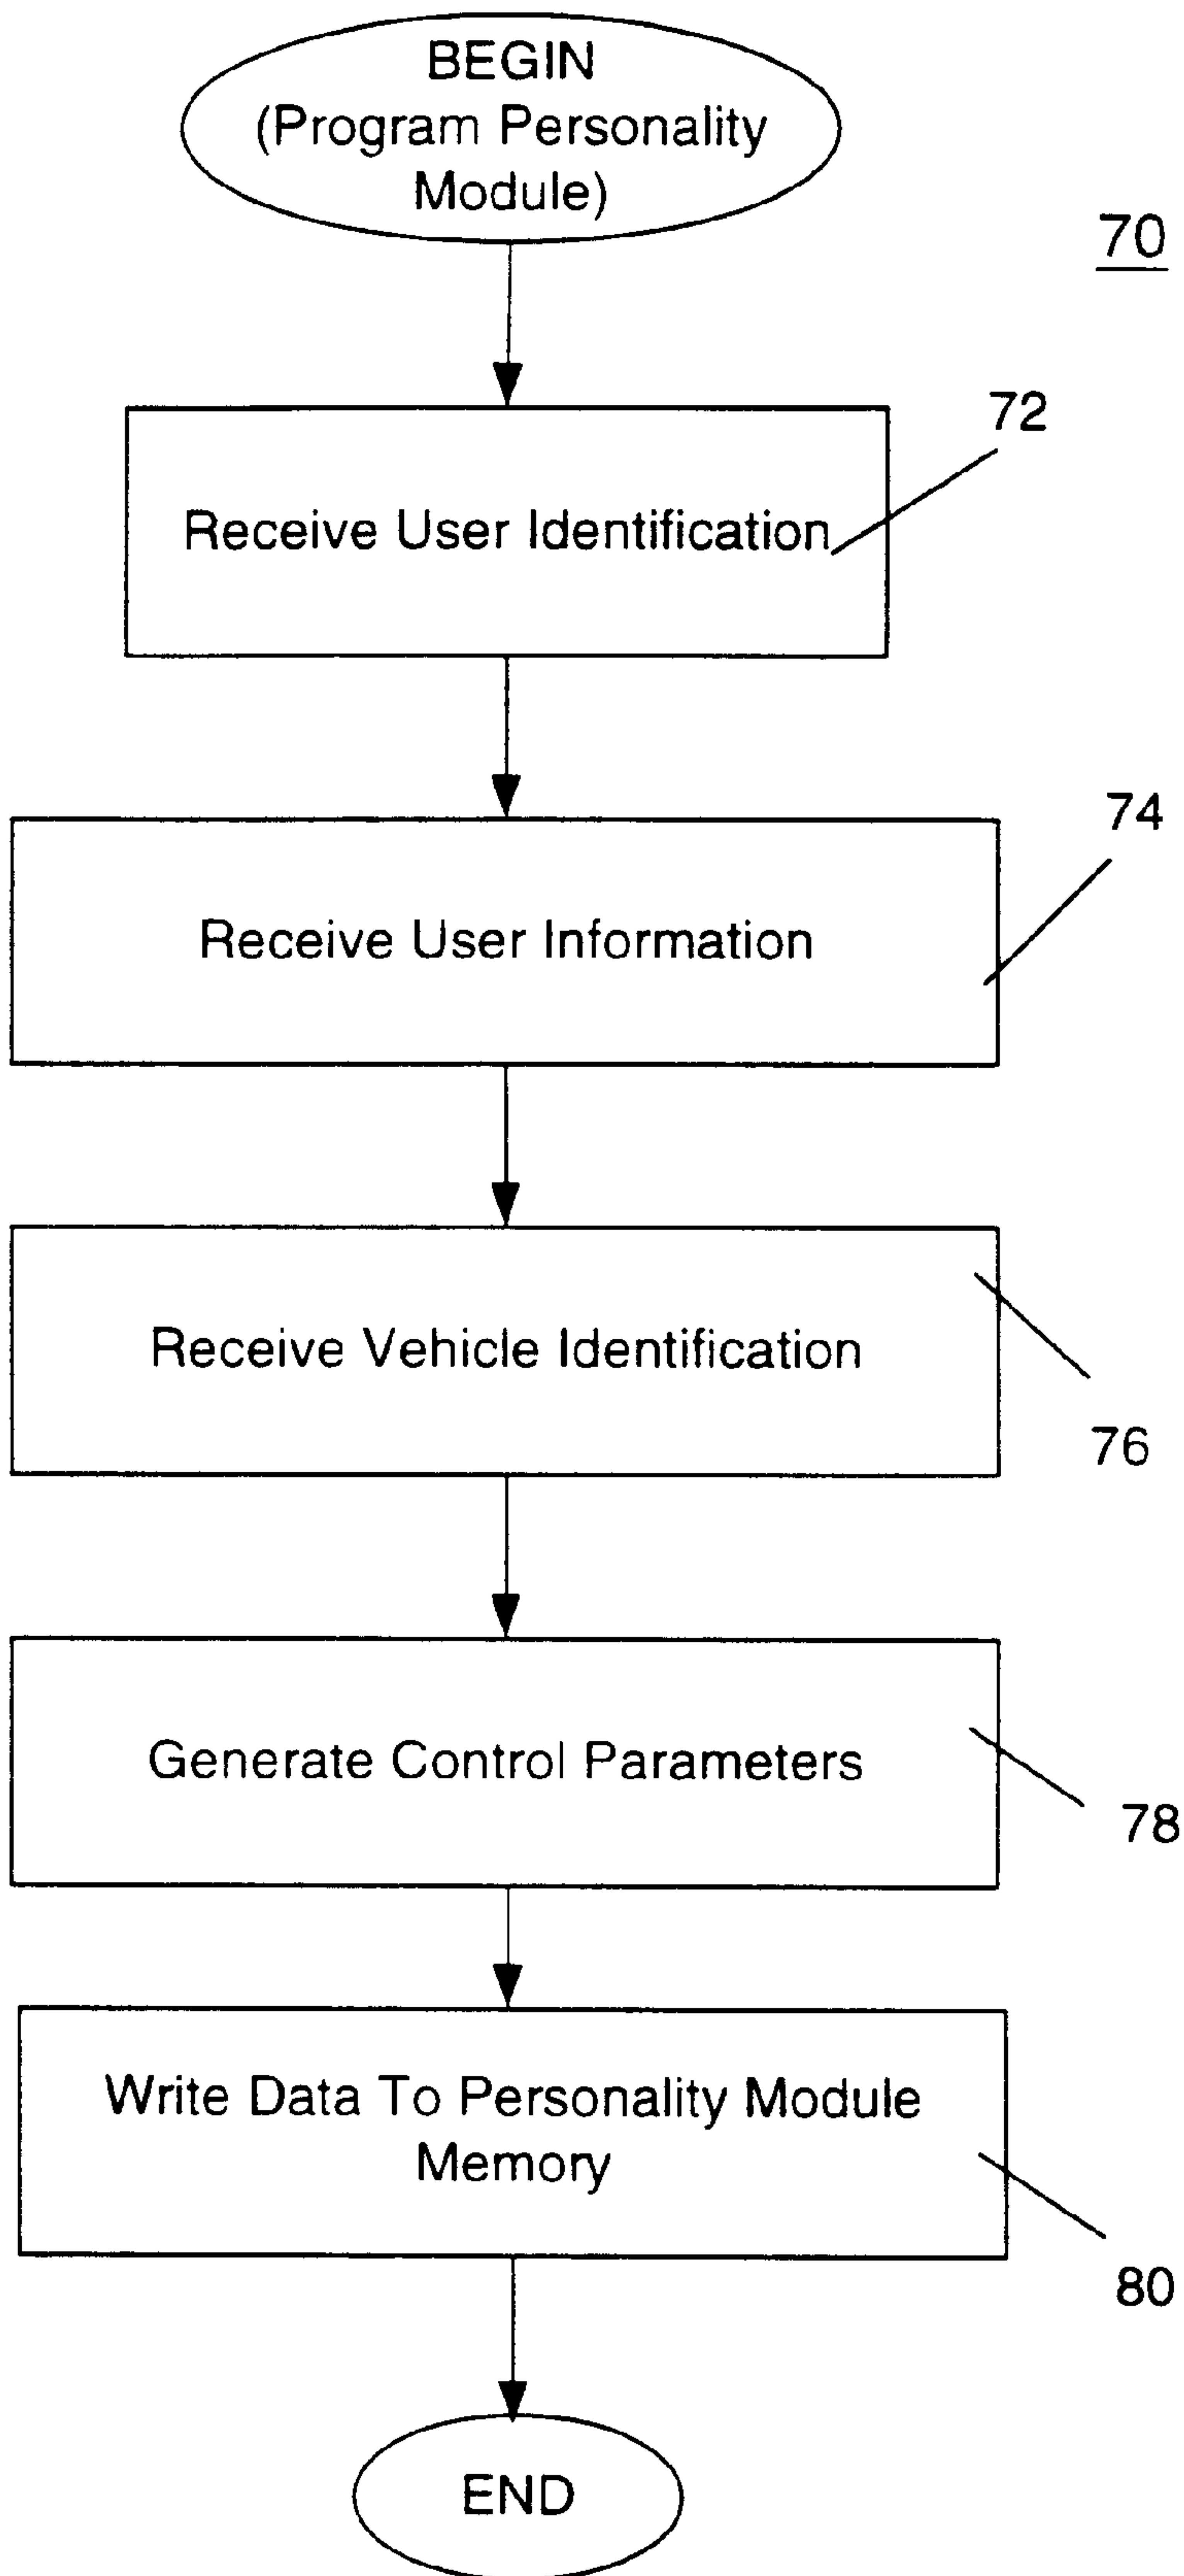 BEGIN
(Program Personality
Module)
70
72
Receive User Identification
74
Receive User Information
Receive Vehicle Identification
76
Generate Control Parameters
78
Write Data To Personality Module
Memory
80
END